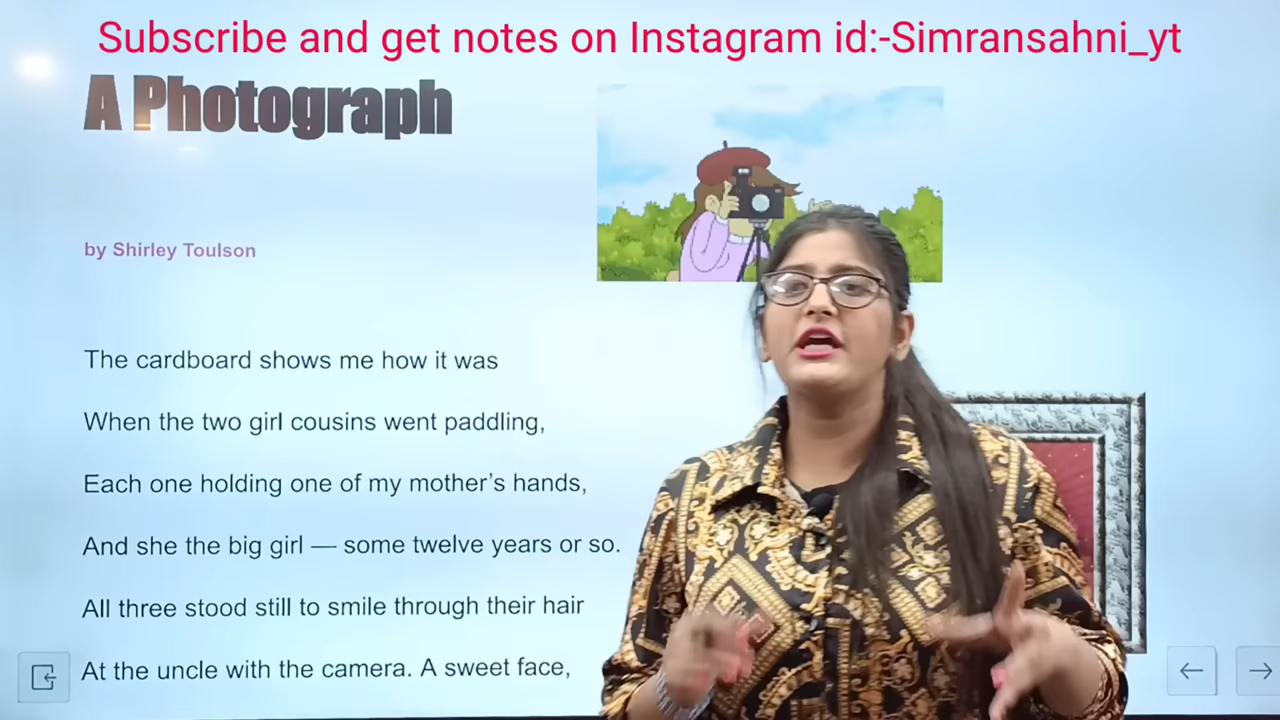 Subscribe and get notes on Instagram id:-Simransahni_yt
A Photograph
by Shirley Toulson
The cardboard shows me how it was
When the two girl cousins went paddling,
Each one holding one of my mother’s hands,
And she the big girl — some twelve years or so.
All three stood still to smile through their hair
At the uncle with the camera. A sweet face,